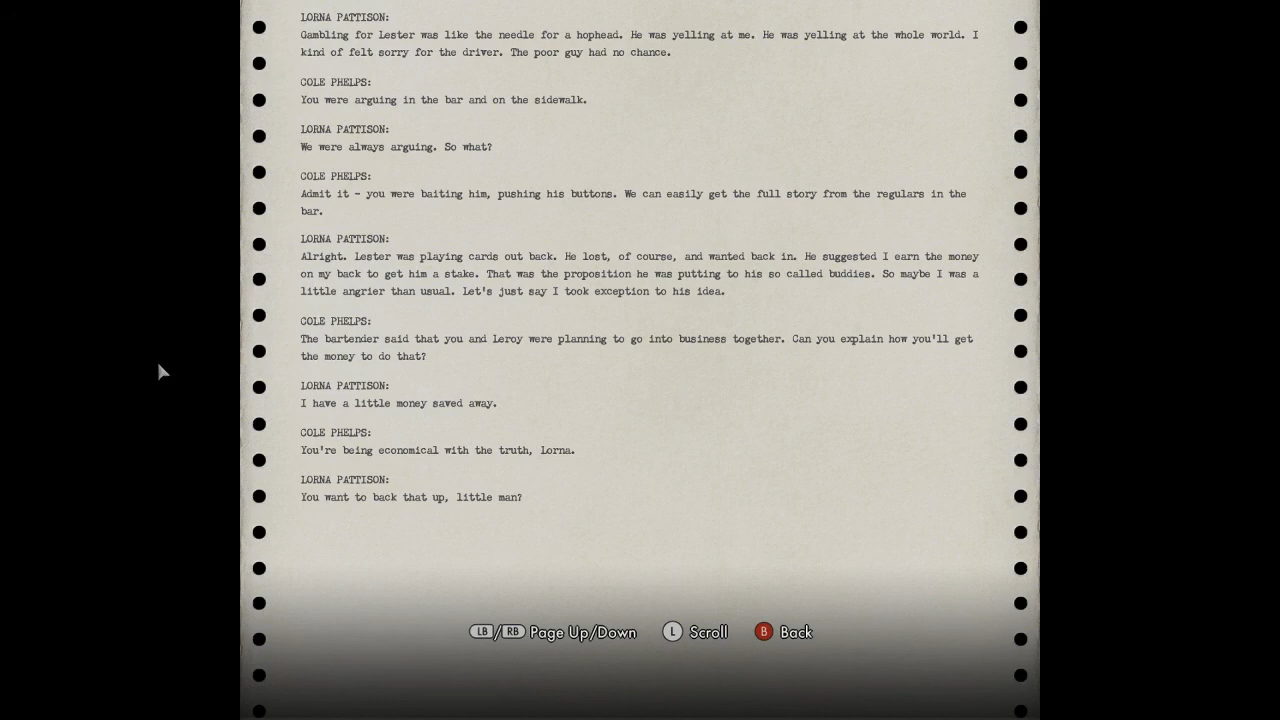 LORNA PATTISON:
Gambling for Lester was like the needle for a hophead. He was yelling at me. He was yelling at the whole world. I
kind of felt sorry for the driver. The poor guy had no chance.
COLE PHELPS:
You were arguing in the bar and on the sidewalk.
LORNA PATTISON:
We were always arguing. So what?
COLE PHELPS:
Admit it - you were baiting him, pushing his buttons. We can easily get the full story from the regulars in the
bar.
LORNA PATTISON:
Alright. Lester was playing cards out back. He lost, of course, and wanted back in. He suggested I earn the money
on my back to get him a stake. That was the proposition he was putting to his so called buddies. So maybe I was a
little angrier than usual. Let's just say I took exception to his idea.
COLE PHELPS:
The bartender said that you and Leroy were planning to go into business together. Can you explain how you'll get
the money to do that?
LORNA PATTISON:
I have a little money saved away.
COLE PHELPS:
You're being economical with the truth, Lorna.
LORNA PATTISON:
You want to back that up, little man?
LB/RB Page Up/Down L Scroll B Back